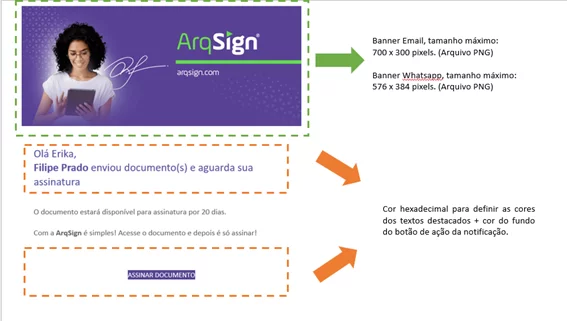 ArqSign®
arqsign.com
Banner Email, tamanho máximo:
700 x 300 pixels. (Arquivo PNG)
Banner Whatsapp, tamanho máximo:
576 x 384 pixels. (Arquivo PNG)
Olá Erika,
Filipe Prado enviou documento(s) e aguarda sua
assinatura
O documento estará disponível para assinatura por 20 dias.
Com a ArqSign é simples! Acesse o documento e depois é só assinar!
ASSINAR DOCUMENTO
Cor hexadecimal para definir as cores
dos textos destacados + cor do fundo
do botão de ação da notificação.